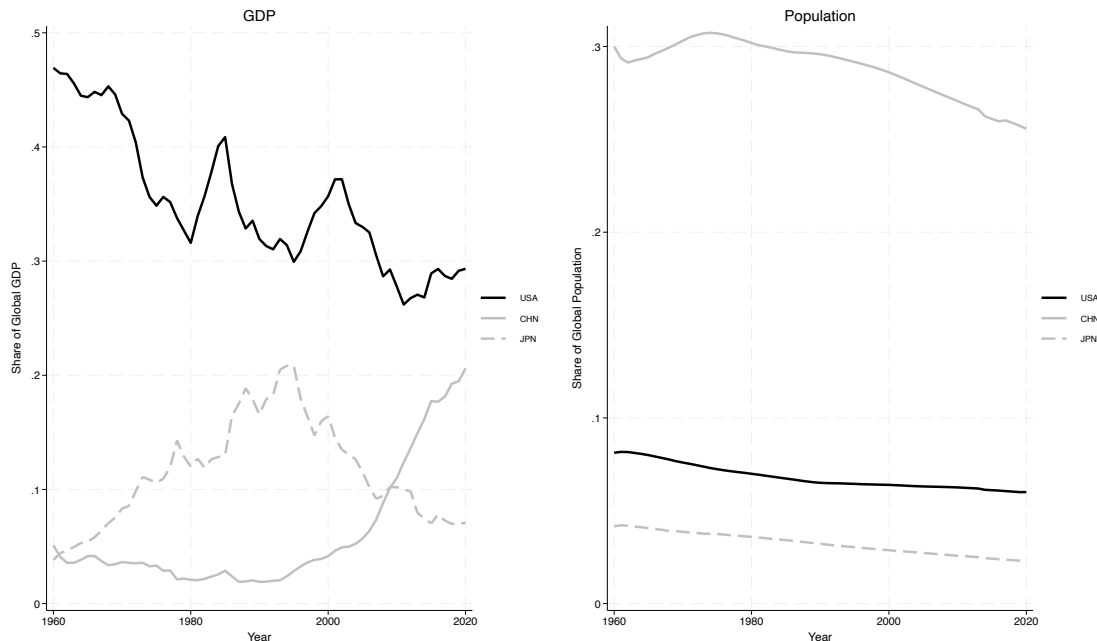 GDP
Share of Global GDP
.5
.4
.3
.2
.1
0
1960 1980 2000 2020
Year
USA
CHN
JPN
Population
Share of Global Population
.3
.2
.1
0
1960 1980 2000 2020
Year
USA
CHN
JPN